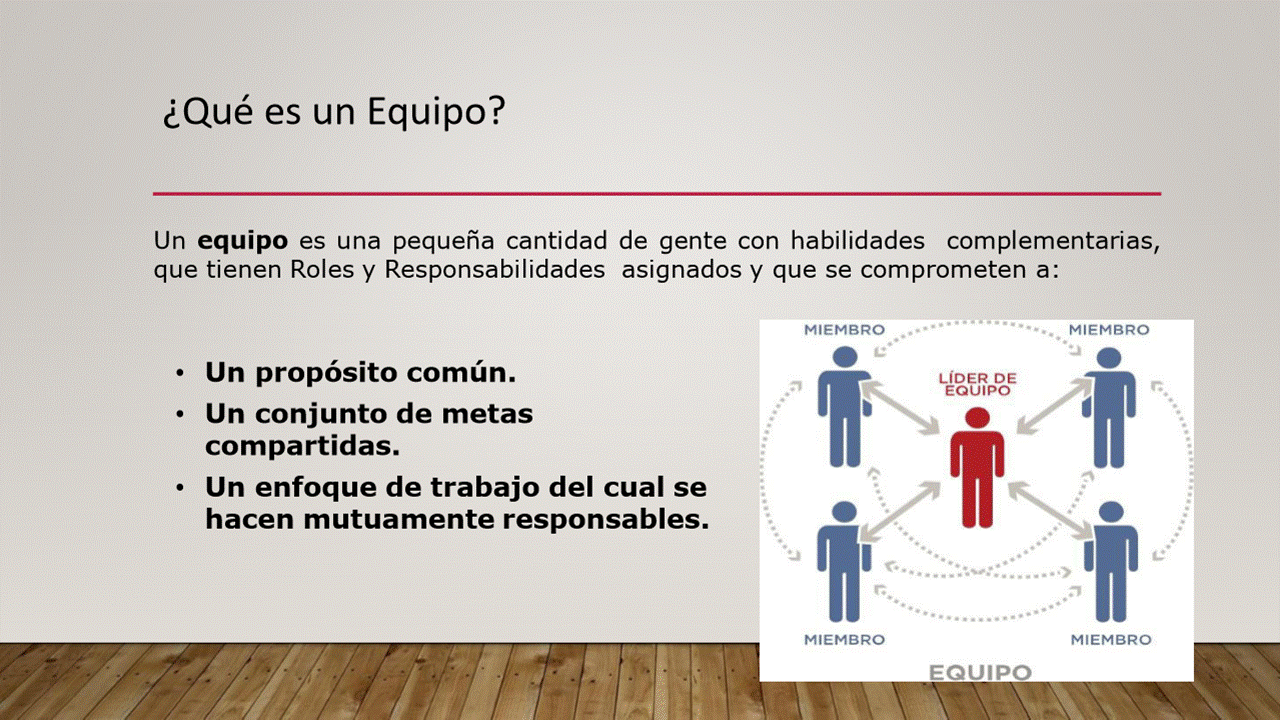 ¿Qué es un Equipo?
Un equipo es una pequeña cantidad de gente con habilidades complementarias,
que tienen Roles y Responsabilidades asignados y que se comprometen a:
• Un propósito común.
• Un conjunto de metas
compartidas.
• Un enfoque de trabajo del cual se
hacen mutuamente responsables.
MIEMBRO
MIEMBRO
LÍDER DE
EQUIPO
MIEMBRO
MIEMBRO
EQUIPO